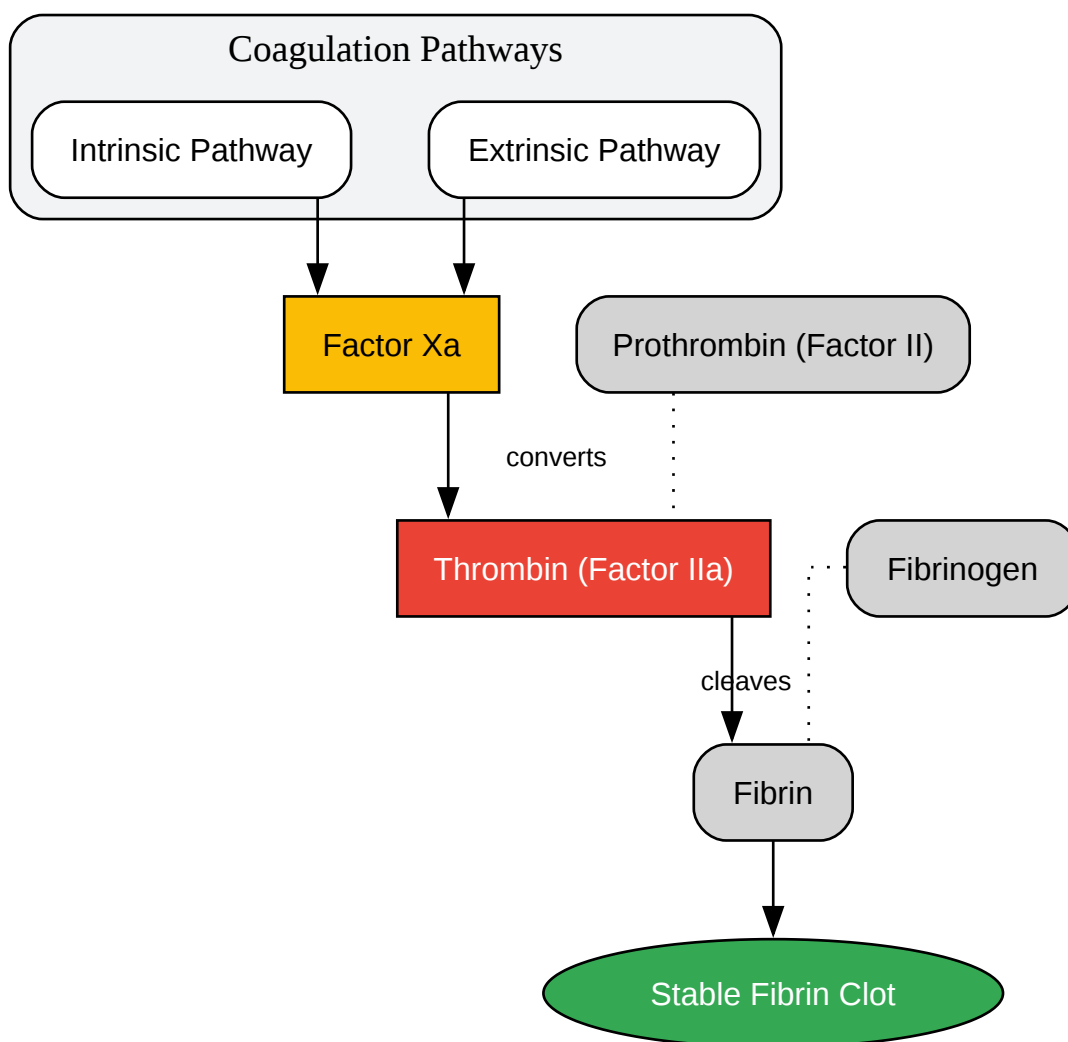 Coagulation Pathways
Intrinsic Pathway
Extrinsic Pathway
Factor Xa
Prothrombin (Factor II)
converts
Thrombin (Factor IIa)
Fibrinogen
cleaves
Fibrin
Stable Fibrin Clot